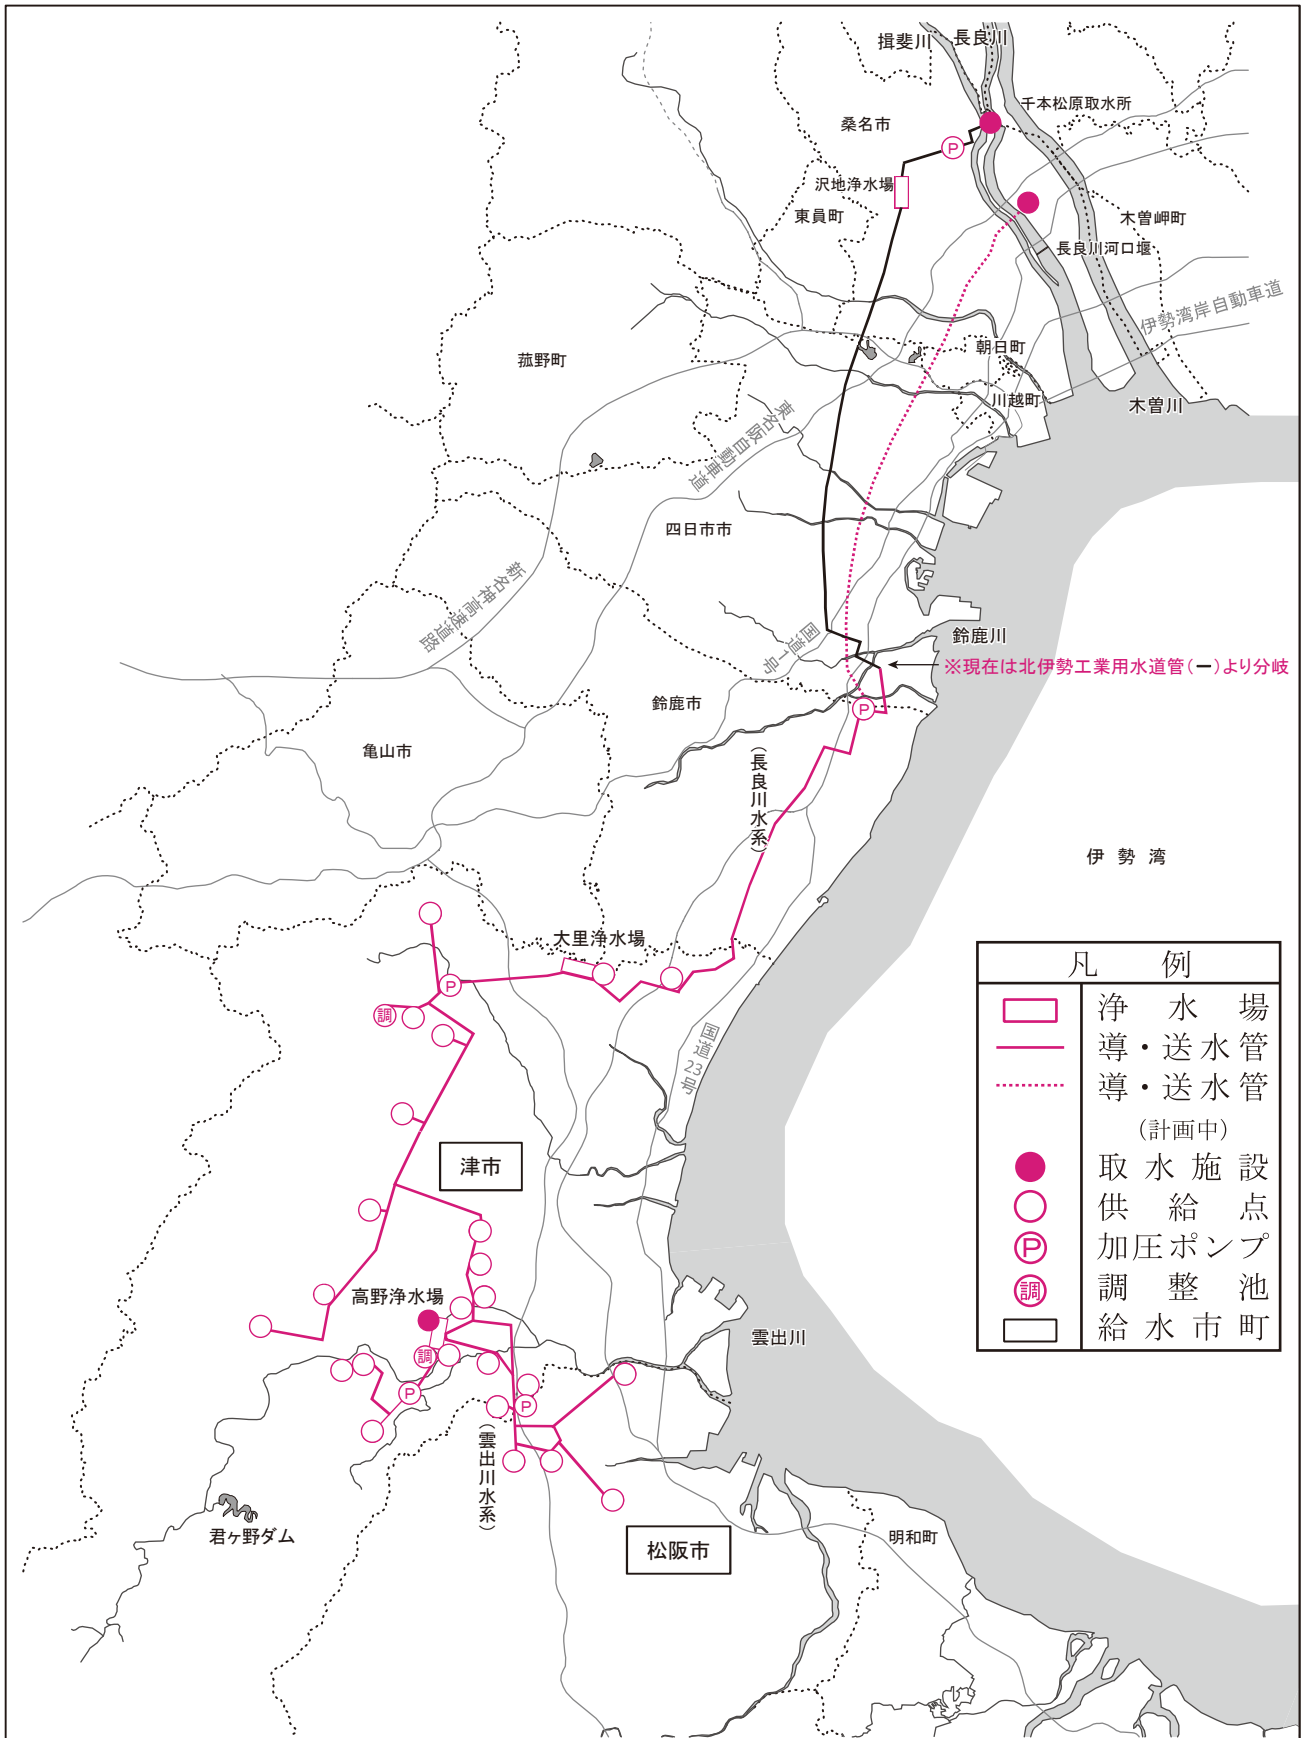 揖斐川
長良川
千本松原取水所
桑名市
P
沢地浄水場
東員町
木曽岬町
長良川河口堰
伊勢湾岸自動車道
朝日町
菰野町
川越町
木曽川
東名阪自動車道
四日市市
新名神高速道路
国道1号
鈴鹿川
※現在は北伊勢工業用水道管(ー)より分岐
鈴鹿市
P
亀山市
(長良川水系)
伊勢湾
大里浄水場
P
調
国道23号
津市
高野浄水場
調
P
P
雲出川
(雲出川水系)
君ヶ野ダム
松阪市
明和町
凡例
浄水場
導・送水管
導・送水管
(計画中)
取水施設
供給点
P 加圧ポンプ
調 調整池
給水市町